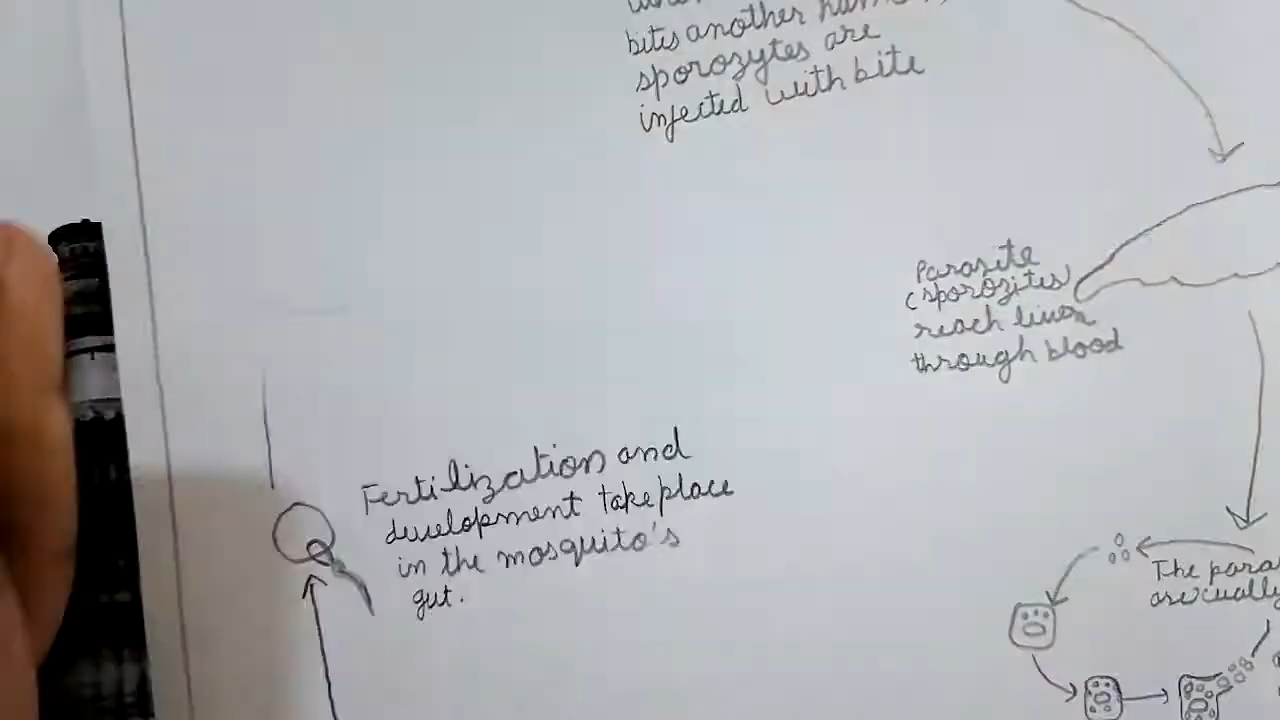 bites another human,
sporozytes are
injected with bite
Parasite
(sporozites)
reach liver
through blood
Fertilization and
development take place
in the mosquito's
gut.
The para